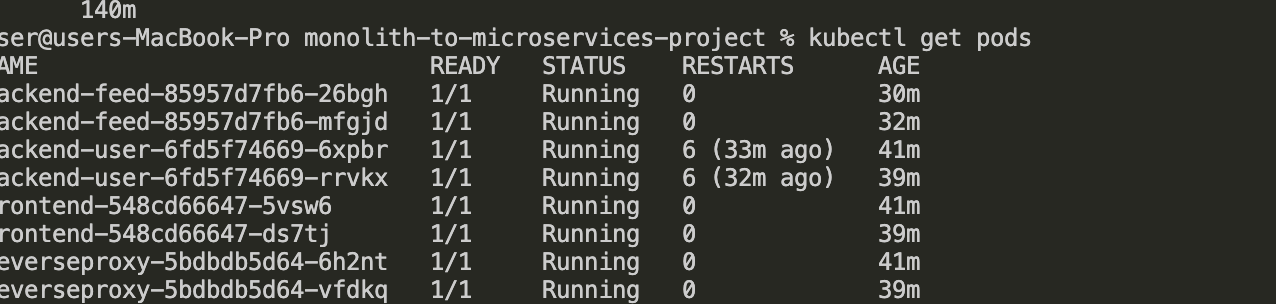 140m
ser@users-MacBook-Pro monolith-to-microservices-project % kubectl get pods
AME READY STATUS RESTARTS AGE
ackend-feed-85957d7fb6-26bgh 1/1 Running 0 30m
ackend-feed-85957d7fb6-mfgjd 1/1 Running 0 32m
ackend-user-6fd5f74669-6xpbr 1/1 Running 6 (33m ago) 41m
ackend-user-6fd5f74669-rrvkx 1/1 Running 6 (32m ago) 39m
rontend-548cd66647-5vsw6 1/1 Running 0 41m
rontend-548cd66647-ds7tj 1/1 Running 0 39m
everseproxy-5bdbdb5d64-6h2nt 1/1 Running 0 41m
everseproxy-5bdbdb5d64-vfdkq 1/1 Running 0 39m